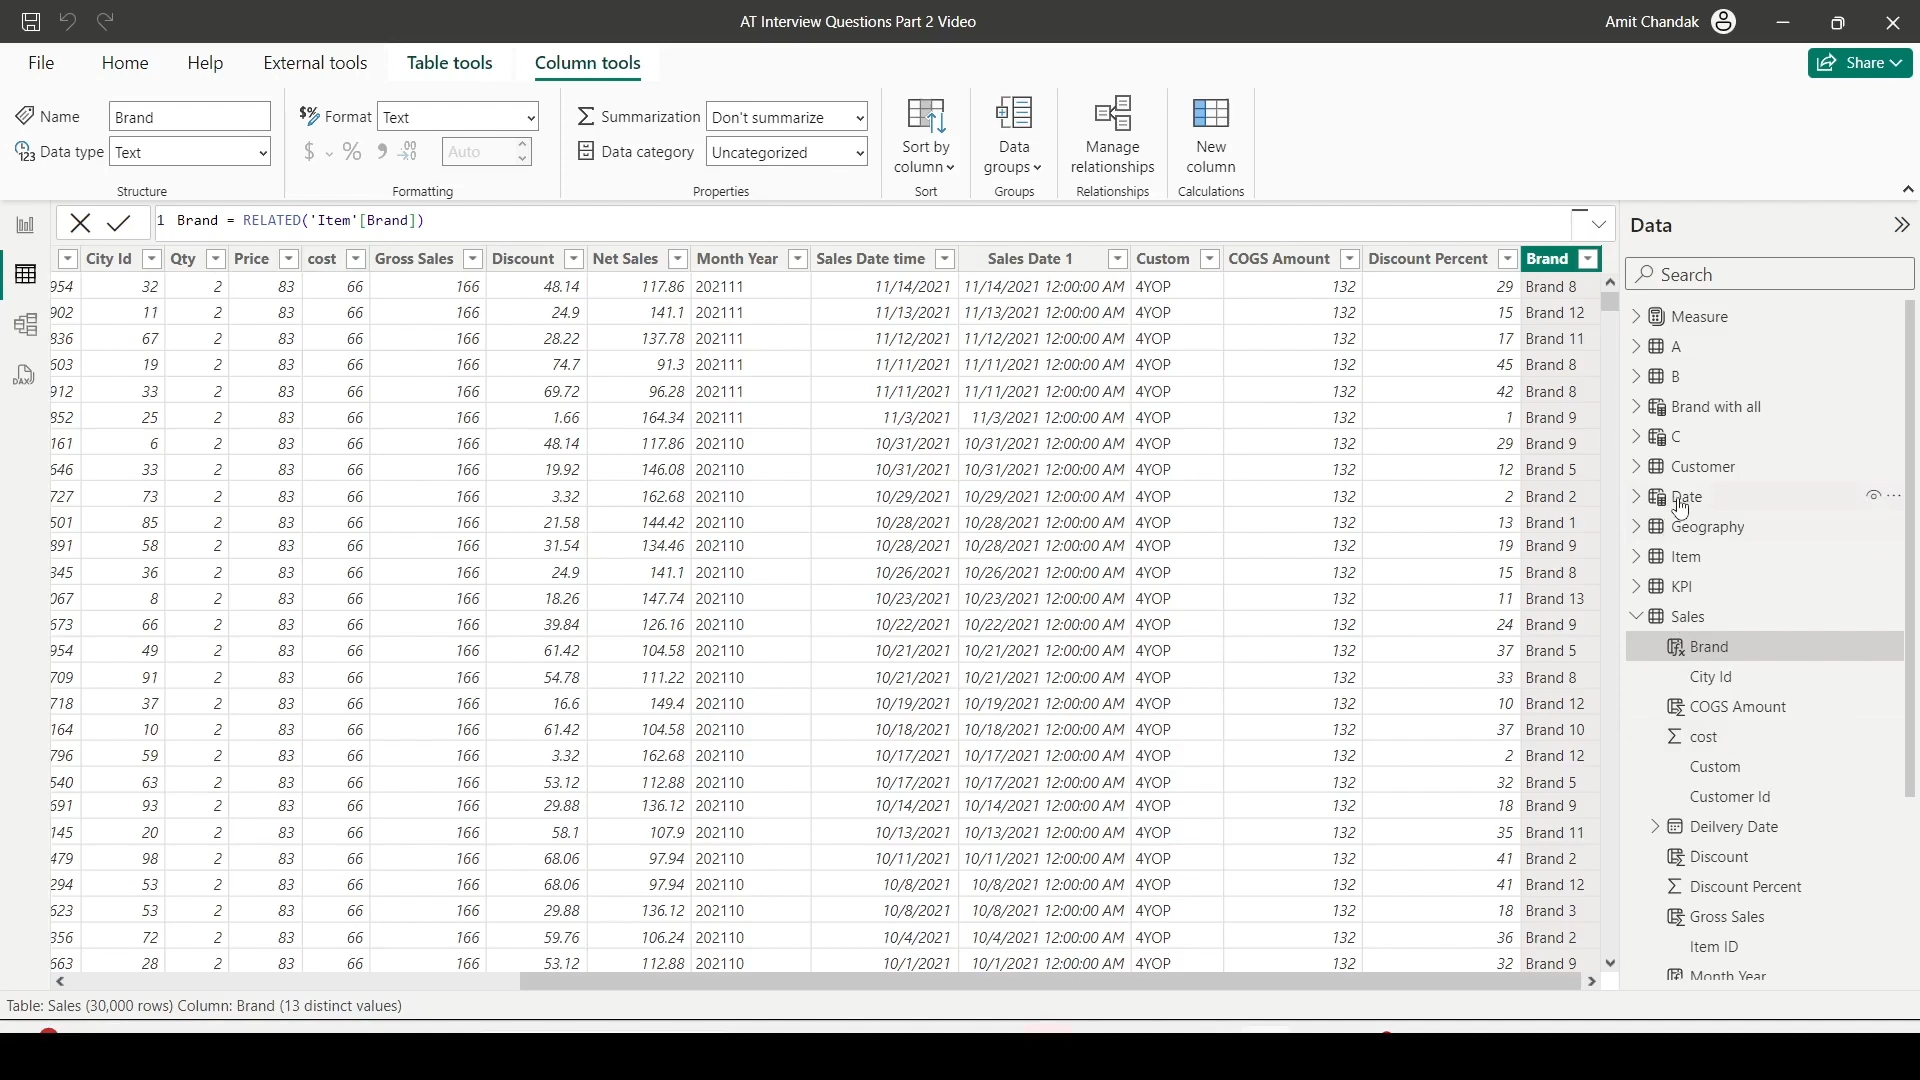 AT Interview Questions Part 2 Video
Amit Chandak
File Home Help External tools Table tools Column tools
Share
Name Brand
Data type Text
Structure
Format Text
$ % Auto
Formatting
Summarization Don't summarize
Data category Uncategorized
Properties
Sort by column
Sort
Data groups
Groups
Manage relationships
Relationships
New column
Calculations
1 Brand = RELATED('Item'[Brand])
City Id Qty Price cost Gross Sales Discount Net Sales Month Year Sales Date time Sales Date 1 Custom COGS Amount Discount Percent Brand
954 32 2 83 66 166 48.14 117.86 202111 11/14/2021 11/14/2021 12:00:00 AM 4YOP 132 29 Brand 8
902 11 2 83 66 166 24.9 141.1 202111 11/13/2021 11/13/2021 12:00:00 AM 4YOP 132 15 Brand 12
836 67 2 83 66 166 28.22 137.78 202111 11/12/2021 11/12/2021 12:00:00 AM 4YOP 132 17 Brand 11
603 19 2 83 66 166 74.7 91.3 202111 11/11/2021 11/11/2021 12:00:00 AM 4YOP 132 45 Brand 8
912 33 2 83 66 166 69.72 96.28 202111 11/11/2021 11/11/2021 12:00:00 AM 4YOP 132 42 Brand 8
852 25 2 83 66 166 1.66 164.34 202111 11/3/2021 11/3/2021 12:00:00 AM 4YOP 132 1 Brand 9
161 6 2 83 66 166 48.14 117.86 202110 10/31/2021 10/31/2021 12:00:00 AM 4YOP 132 29 Brand 9
646 33 2 83 66 166 19.92 146.08 202110 10/31/2021 10/31/2021 12:00:00 AM 4YOP 132 12 Brand 5
727 73 2 83 66 166 3.32 162.68 202110 10/29/2021 10/29/2021 12:00:00 AM 4YOP 132 2 Brand 2
501 85 2 83 66 166 21.58 144.42 202110 10/28/2021 10/28/2021 12:00:00 AM 4YOP 132 13 Brand 1
891 58 2 83 66 166 31.54 134.46 202110 10/28/2021 10/28/2021 12:00:00 AM 4YOP 132 19 Brand 9
345 36 2 83 66 166 24.9 141.1 202110 10/26/2021 10/26/2021 12:00:00 AM 4YOP 132 15 Brand 8
067 8 2 83 66 166 18.26 147.74 202110 10/23/2021 10/23/2021 12:00:00 AM 4YOP 132 11 Brand 13
673 66 2 83 66 166 39.84 126.16 202110 10/22/2021 10/22/2021 12:00:00 AM 4YOP 132 24 Brand 9
954 49 2 83 66 166 61.42 104.58 202110 10/21/2021 10/21/2021 12:00:00 AM 4YOP 132 37 Brand 5
709 91 2 83 66 166 54.78 111.22 202110 10/21/2021 10/21/2021 12:00:00 AM 4YOP 132 33 Brand 8
718 37 2 83 66 166 16.6 149.4 202110 10/19/2021 10/19/2021 12:00:00 AM 4YOP 132 10 Brand 12
164 10 2 83 66 166 61.42 104.58 202110 10/18/2021 10/18/2021 12:00:00 AM 4YOP 132 37 Brand 10
796 59 2 83 66 166 3.32 162.68 202110 10/17/2021 10/17/2021 12:00:00 AM 4YOP 132 2 Brand 12
540 63 2 83 66 166 53.12 112.88 202110 10/17/2021 10/17/2021 12:00:00 AM 4YOP 132 32 Brand 5
691 93 2 83 66 166 29.88 136.12 202110 10/14/2021 10/14/2021 12:00:00 AM 4YOP 132 18 Brand 9
145 20 2 83 66 166 58.1 107.9 202110 10/13/2021 10/13/2021 12:00:00 AM 4YOP 132 35 Brand 11
479 98 2 83 66 166 68.06 97.94 202110 10/11/2021 10/11/2021 12:00:00 AM 4YOP 132 41 Brand 2
294 53 2 83 66 166 68.06 97.94 202110 10/8/2021 10/8/2021 12:00:00 AM 4YOP 132 41 Brand 12
623 53 2 83 66 166 29.88 136.12 202110 10/8/2021 10/8/2021 12:00:00 AM 4YOP 132 18 Brand 3
356 72 2 83 66 166 59.76 106.24 202110 10/4/2021 10/4/2021 12:00:00 AM 4YOP 132 36 Brand 2
663 28 2 83 66 166 53.12 112.88 202110 10/1/2021 10/1/2021 12:00:00 AM 4YOP 132 32 Brand 9
Table: Sales (30,000 rows) Column: Brand (13 distinct values)
Data
Search
Measure
A
B
Brand with all
C
Customer
Date
Geography
Item
KPI
Sales
Brand
City Id
COGS Amount
cost
Custom
Customer Id
Deilvery Date
Discount
Discount Percent
Gross Sales
Item ID
Month Year